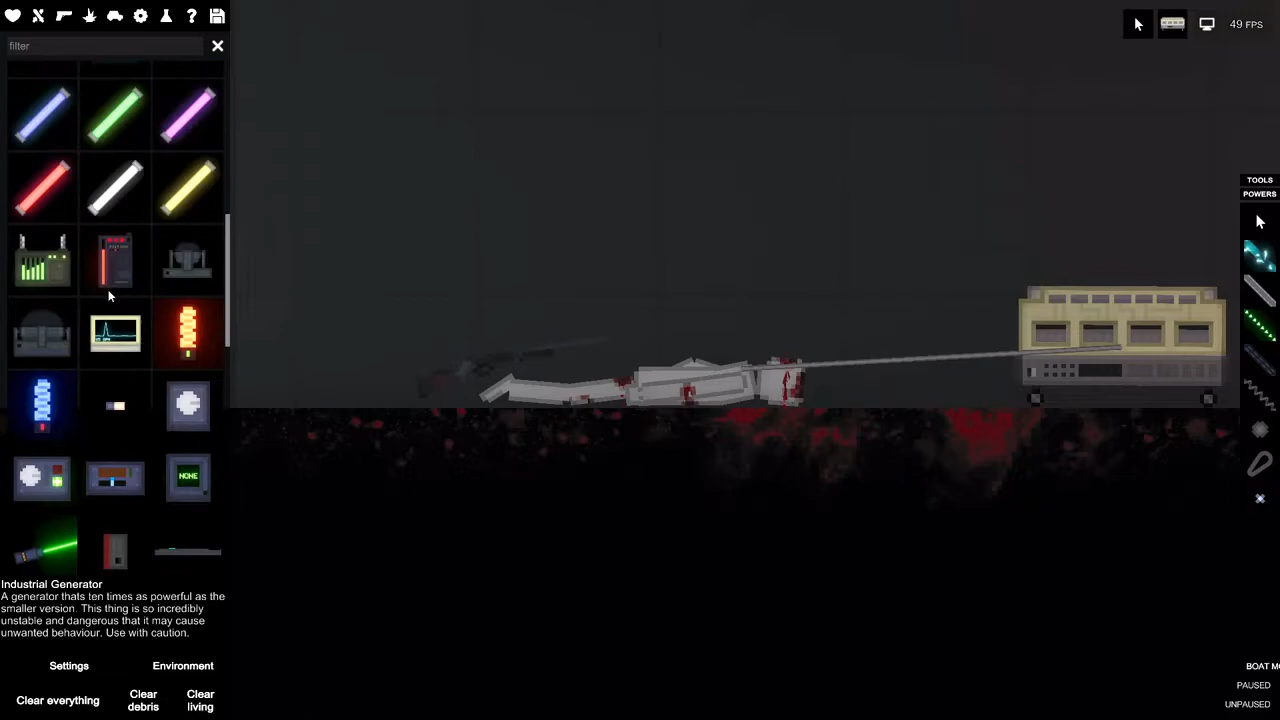 49 FPS
filter
TOOLS
POWERS
NONE
Industrial Generator
A generator thats ten times as powerful as the
smaller version. This thing is so incredibly
unstable and dangerous that it may cause
unwanted behaviour. Use with caution.
Settings
Environment
BOAT
PAUSED
UNPAUSED
Clear everything
Clear
debris
Clear
living